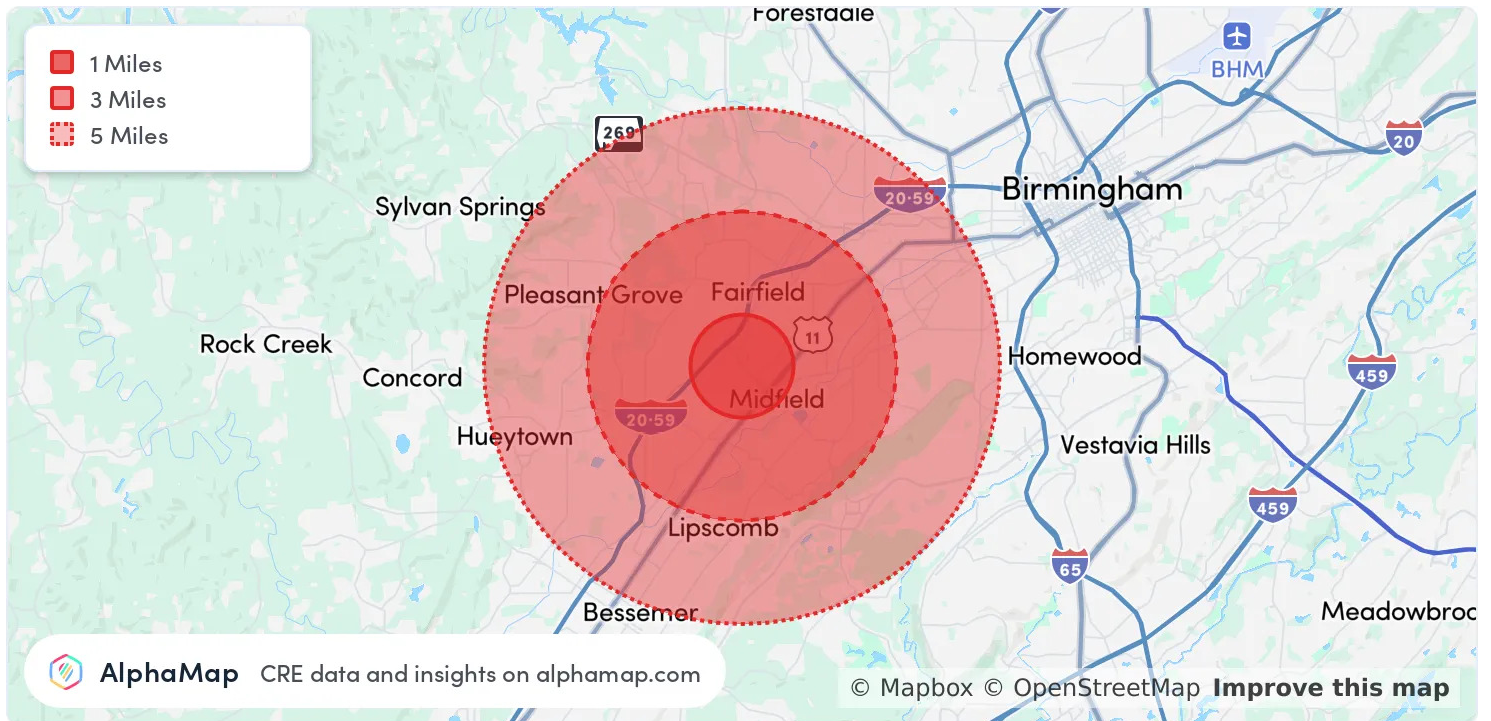 Forestdale
1 Miles
3 Miles
5 Miles
BHM
269
20
20·59
Birmingham
Sylvan Springs
Pleasant Grove
Fairfield
11
Rock Creek
Homewood
Concord
459
Midfield
20·59
Hueytown
Vestavia Hills
459
Lipscomb
65
Bessemer
Meadowbroo
AlphaMap
CRE data and insights on alphamap.com
© Mapbox © OpenStreetMap Improve this map